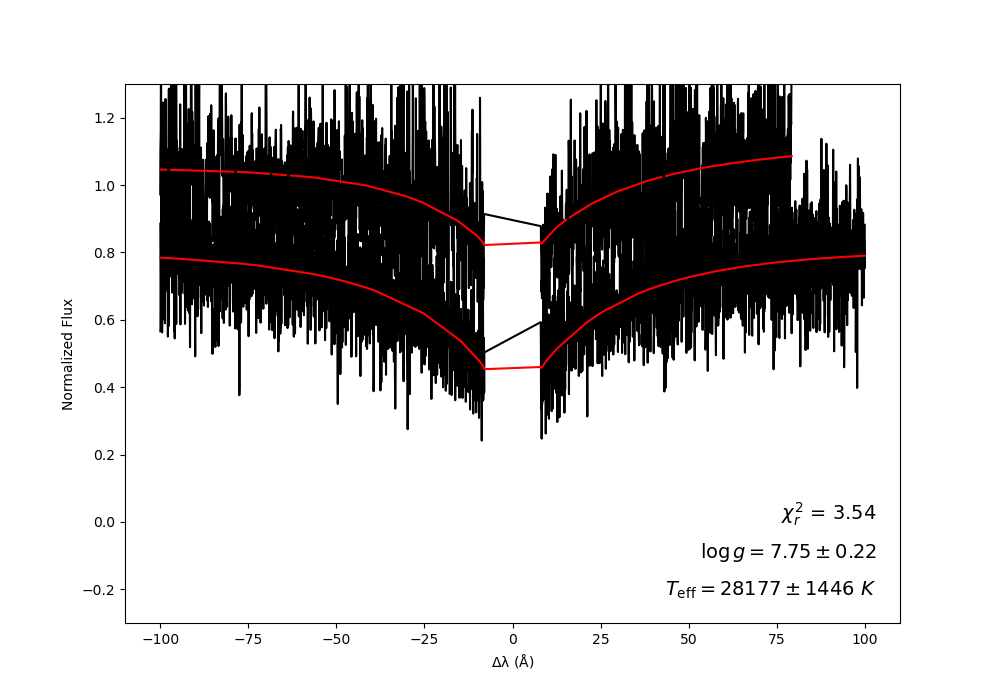 1.2
1.0
0.8
0.6
0.4
0.2
0.0
−0.2
Normalized Flux
χ²ᵣ = 3.54
log g = 7.75 ± 0.22
T_eff = 28177 ± 1446 K
−100 −75 −50 −25 0 25 50 75 100
Δλ (Å)